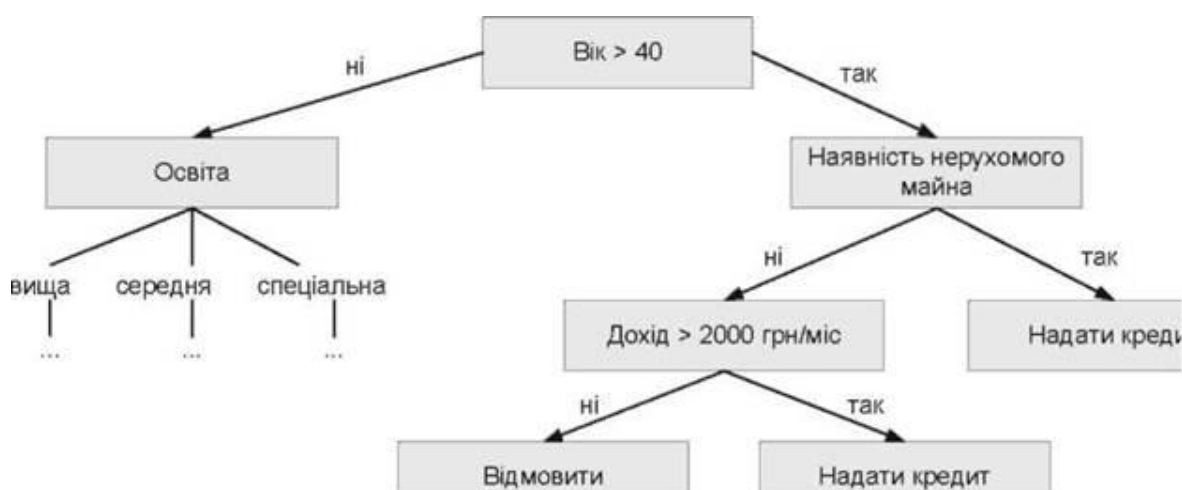 Вік > 40
ні
так
Освіта
Наявність нерухомого
майна
вища середня спеціальна
... ... ...
ні
так
Дохід > 2000 грн/міс
Надати креди
ні
так
Відмовити
Надати кредит